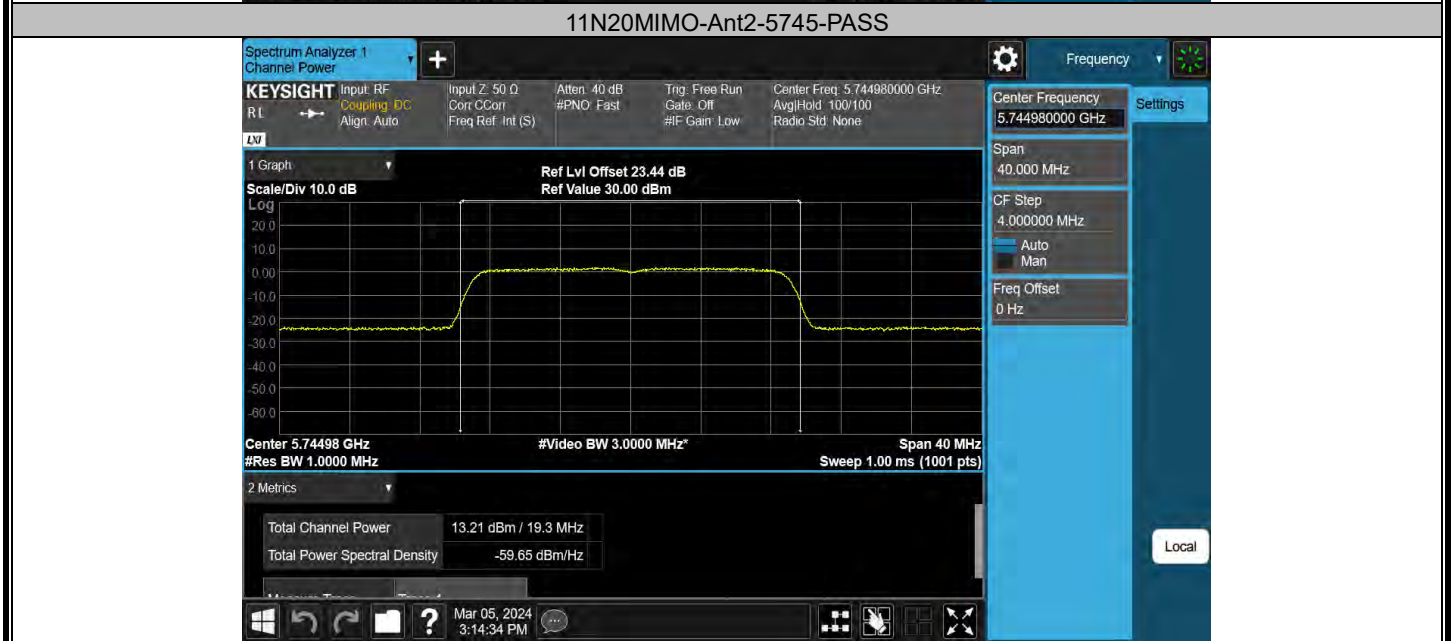 11N20MIMO-Ant2-5745-PASS
Spectrum Analyzer 1
Channel Power
+
Frequency
KEYSIGHT
RL
LXI
Input: RF
Coupling: DC
Align: Auto
Input Z: 50 Ω
Corr CCorr
Freq Ref: Int (S)
Atten: 40 dB
#PNO: Fast
Trig: Free Run
Gate: Off
#IF Gain: Low
Center Freq: 5.744980000 GHz
Avg|Hold: 100/100
Radio Std: None
Center Frequency
5.744980000 GHz
Settings
Span
40.000 MHz
CF Step
4.000000 MHz
Auto
Man
Freq Offset
0 Hz
1 Graph
Scale/Div 10.0 dB
Ref Lvl Offset 23.44 dB
Ref Value 30.00 dBm
Log
20.0
10.0
0.00
-10.0
-20.0
-30.0
-40.0
-50.0
-60.0
Center 5.74498 GHz
#Video BW 3.0000 MHz*
Span 40 MHz
#Res BW 1.0000 MHz
Sweep 1.00 ms (1001 pts)
2 Metrics
Total Channel Power 13.21 dBm / 19.3 MHz
Total Power Spectral Density -59.65 dBm/Hz
Local
?
Mar 05, 2024
3:14:34 PM